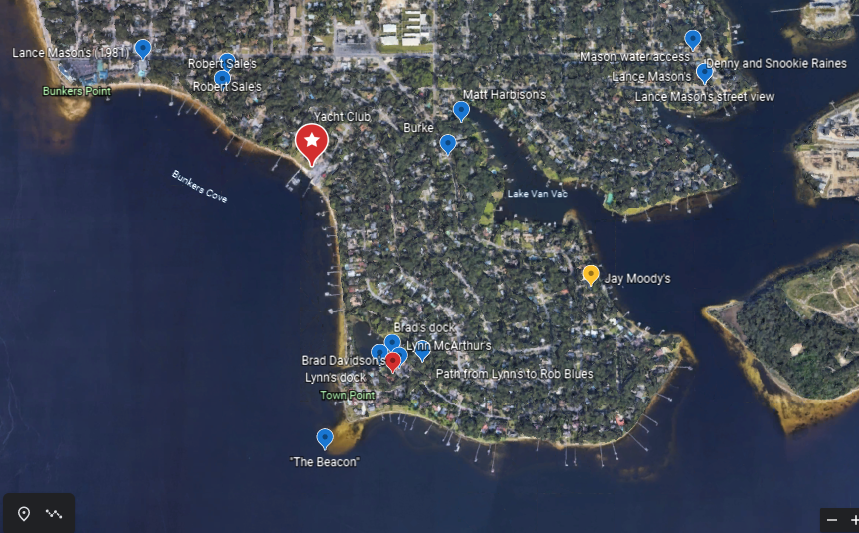 Lance Mason's (1981)
Robert Sale's
Robert Sale's
Bunkers Point
Yacht Club
Matt Harbison's
Burke
Mason water access
Denny and Snookie Raines
Lance Mason's
Lance Mason's street view
Bunkers Cove
Lake Van Vac
Jay Moody's
Brad's dock
Lynn McArthur's
Brad Davidson's
Lynn's dock
Path from Lynn's to Rob Blues
Town Point
"The Beacon"